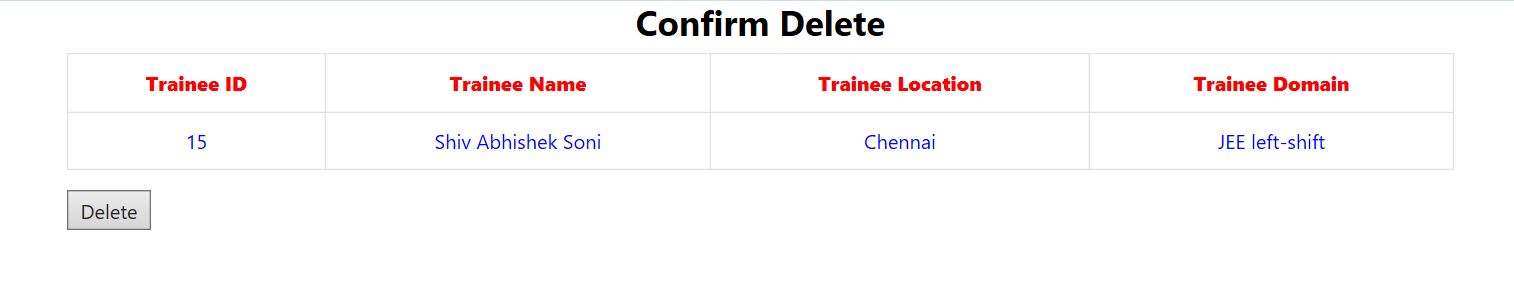 Confirm Delete
Trainee ID Trainee Name Trainee Location Trainee Domain
15 Shiv Abhishek Soni Chennai JEE left-shift
Delete